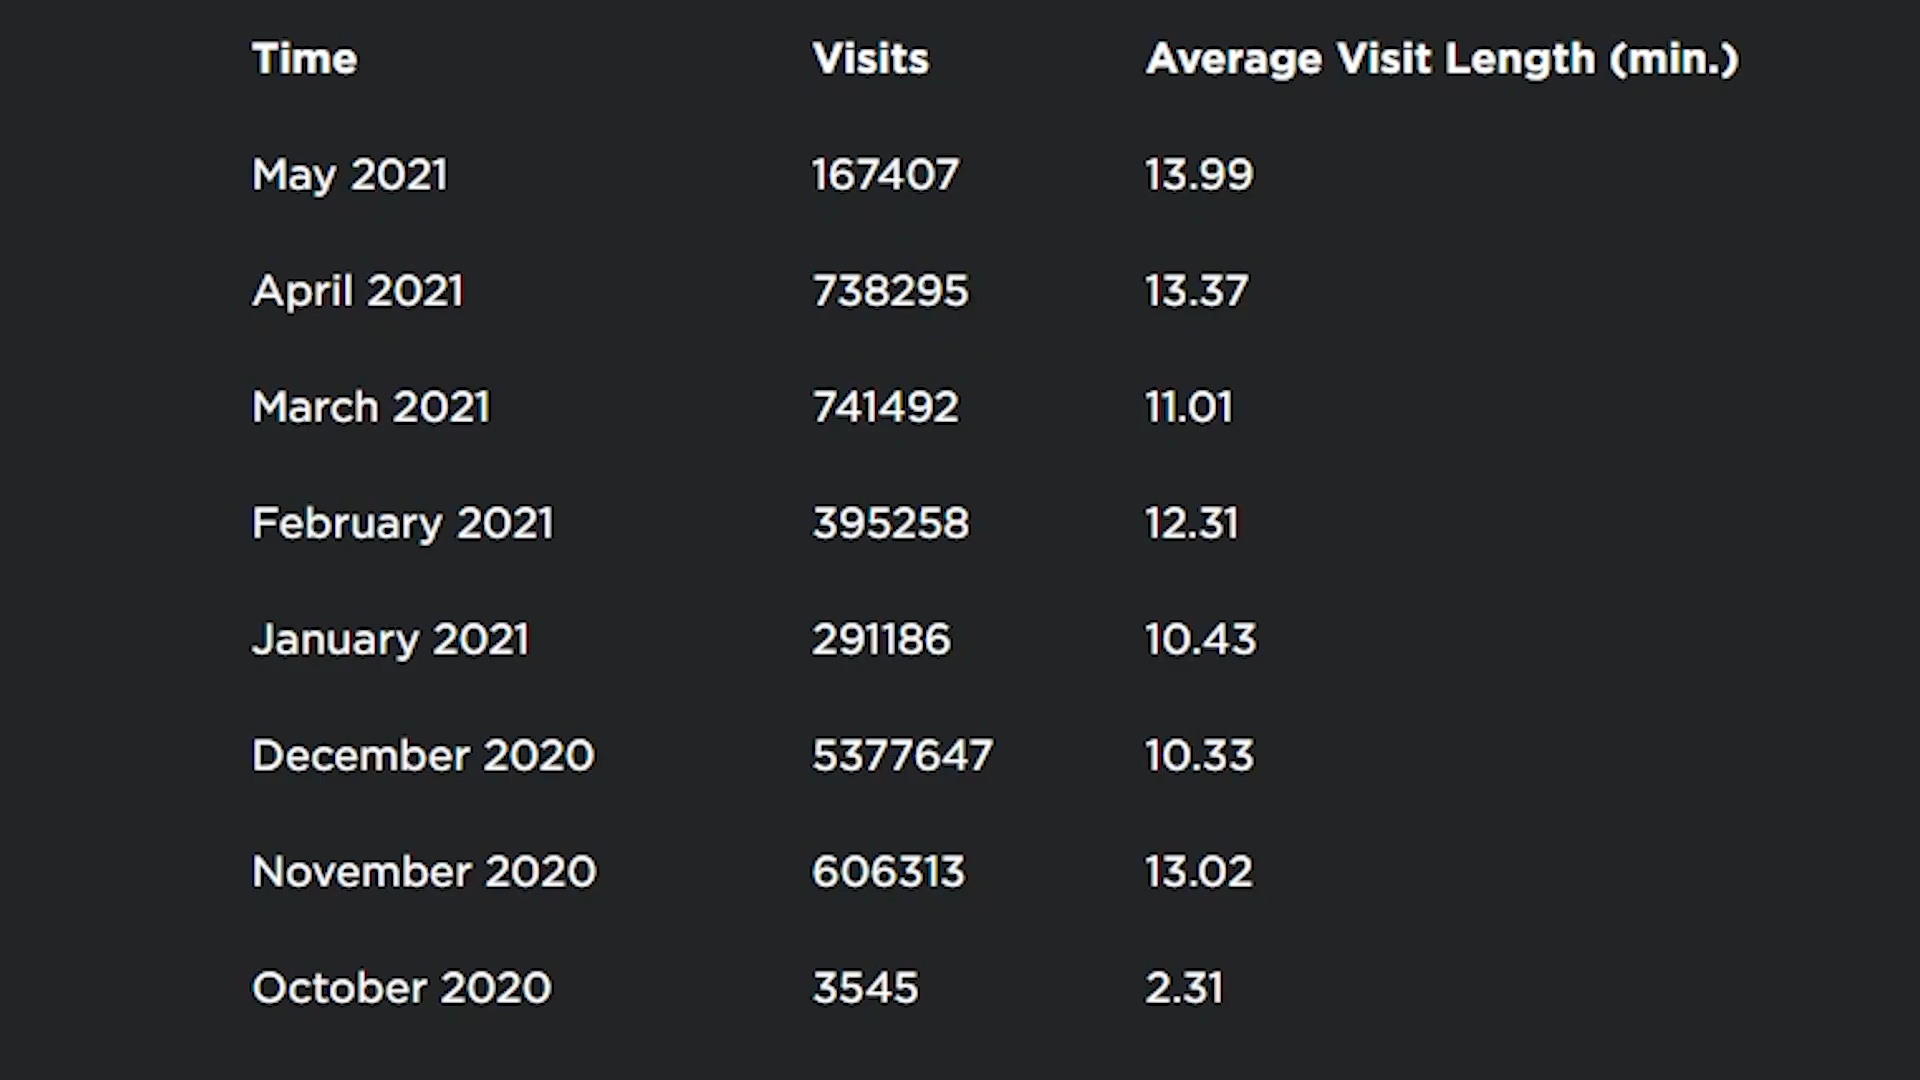 Time Visits Average Visit Length (min.)
May 2021 167407 13.99
April 2021 738295 13.37
March 2021 741492 11.01
February 2021 395258 12.31
January 2021 291186 10.43
December 2020 5377647 10.33
November 2020 606313 13.02
October 2020 3545 2.31